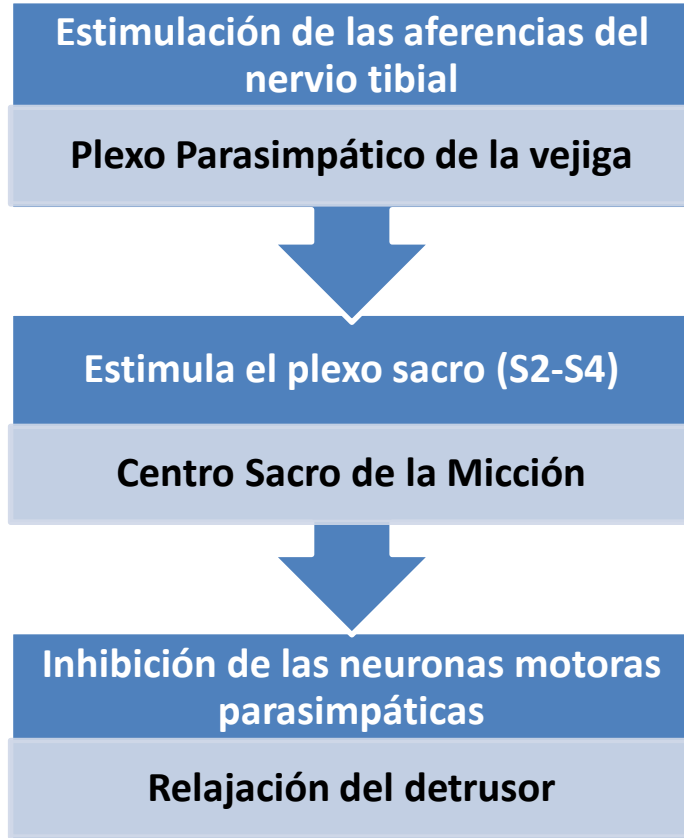 Estimulación de las aferencias del
nervio tibial
Plexo Parasimpático de la vejiga
Estimula el plexo sacro (S2-S4)
Centro Sacro de la Micción
Inhibición de las neuronas motoras
parasimpáticas
Relajación del detrusor